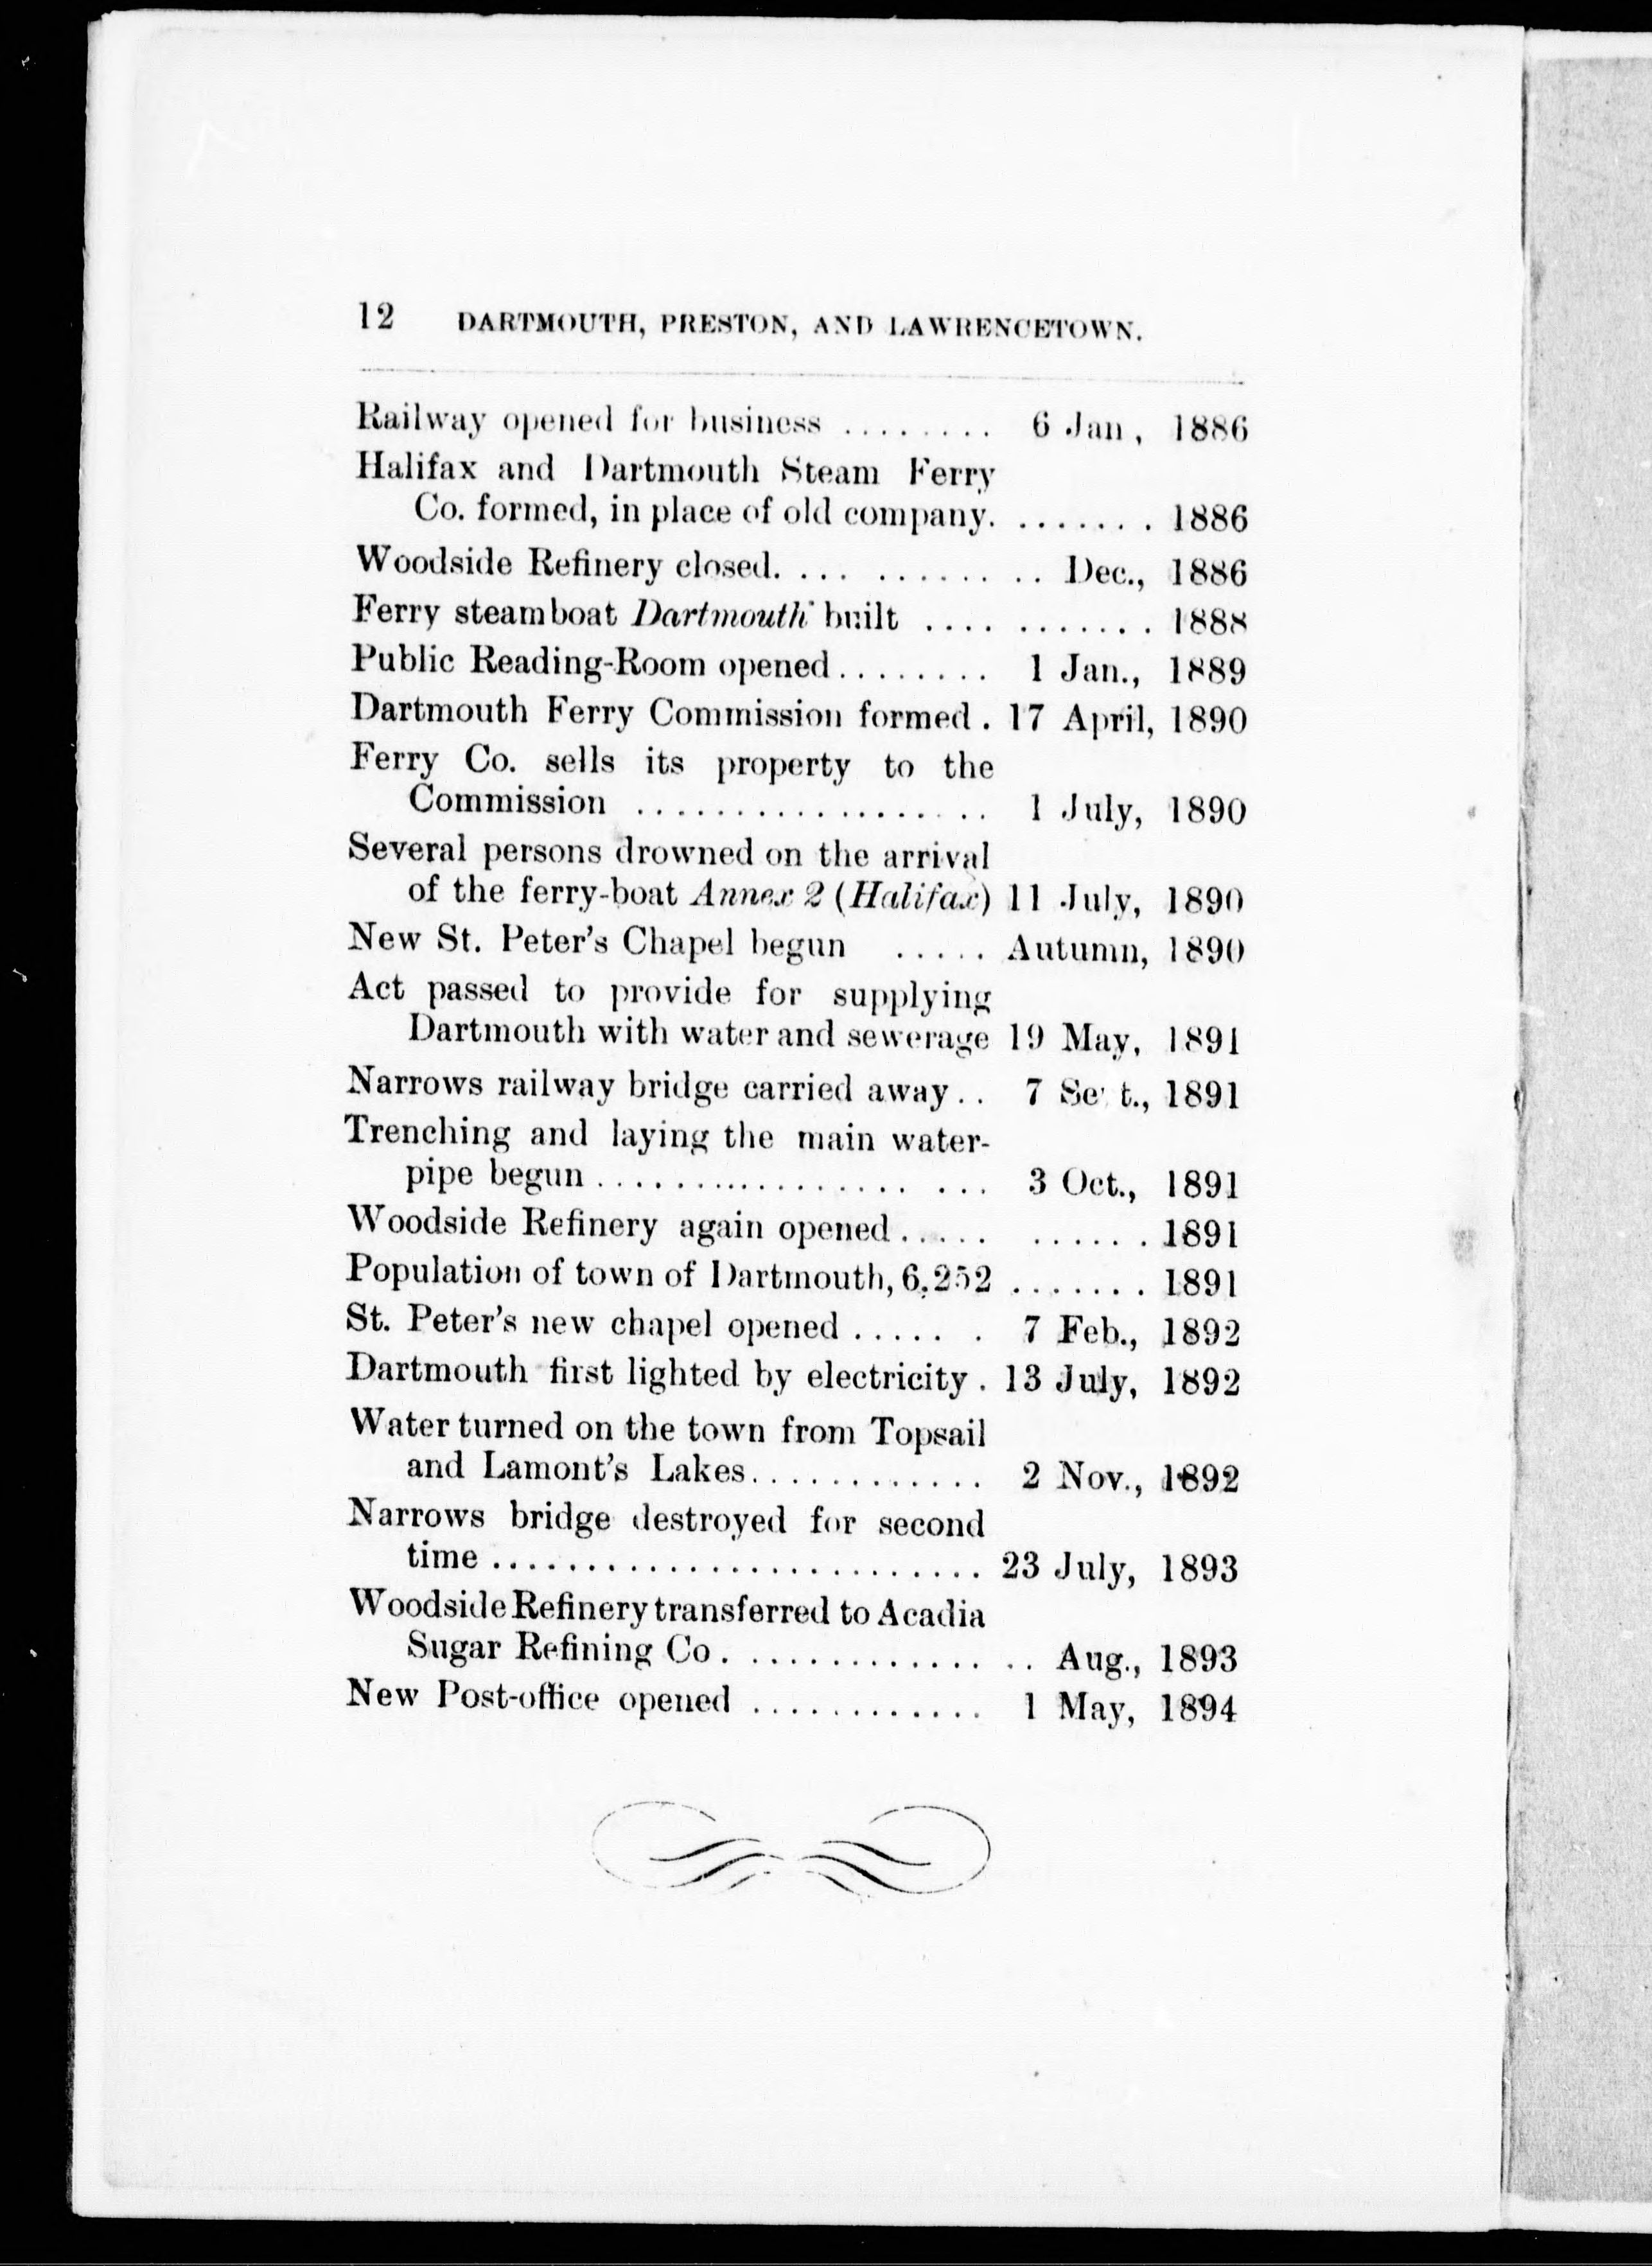 12 DARTMOUTH, PRESTON, AND LAWRENCETOWN.
Railway opened for business ........ 6 Jan , 1886
Halifax and Dartmouth Steam Ferry
Co. formed, in place of old company. ....... 1886
Woodside Refinery closed. ... .......... Dec., 1886
Ferry steamboat Dartmouth built .... ........ 1888
Public Reading-Room opened........ 1 Jan., 1889
Dartmouth Ferry Commission formed . 17 April, 1890
Ferry Co. sells its property to the
Commission .................. 1 July, 1890
Several persons drowned on the arrival
of the ferry-boat Annex 2 (Halifax) 11 July, 1890
New St. Peter's Chapel begun ..... Autumn, 1890
Act passed to provide for supplying
Dartmouth with water and sewerage 19 May, 1891
Narrows railway bridge carried away.. 7 Se t., 1891
Trenching and laying the main water-
pipe begun .................. ... 3 Oct., 1891
Woodside Refinery again opened..... ...... 1891
Population of town of Dartmouth, 6,252 ....... 1891
St. Peter's new chapel opened ..... . 7 Feb., 1892
Dartmouth first lighted by electricity . 13 July, 1892
Water turned on the town from Topsail
and Lamont's Lakes............ 2 Nov., 1892
Narrows bridge destroyed for second
time ......................... 23 July, 1893
Woodside Refinery transferred to Acadia
Sugar Refining Co. ............. .. Aug., 1893
New Post-office opened ............ 1 May, 1894